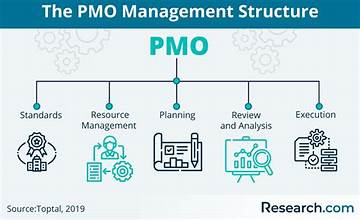 The PMO Management Structure
PMO
Standards
Resource
Management
Planning
Review
and Analysis
Execution
Source:Toptal, 2019
Research.com